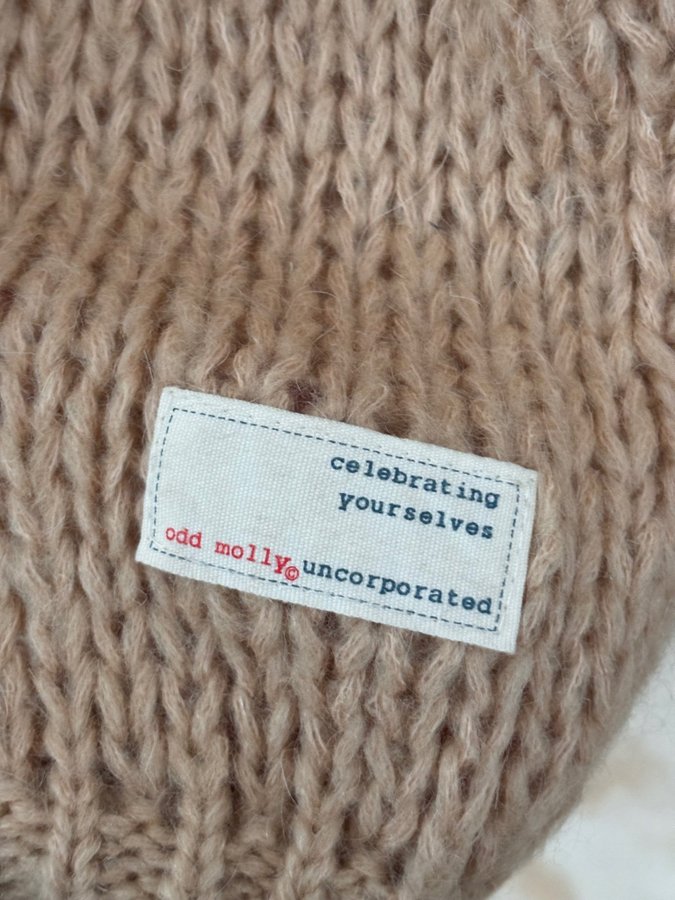 celebrating
yourselves
odd molly© uncorporated